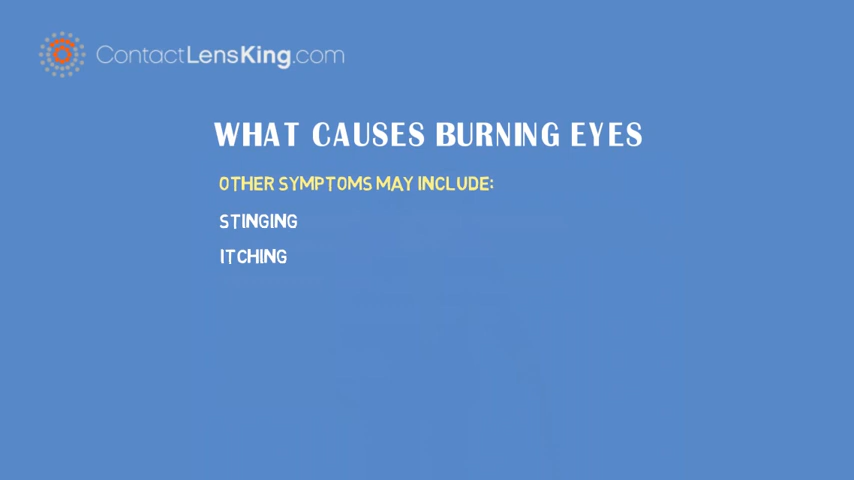 ContactLensKing.com
WHAT CAUSES BURNING EYES
OTHER SYMPTOMS MAY INCLUDE:
STINGING
ITCHING